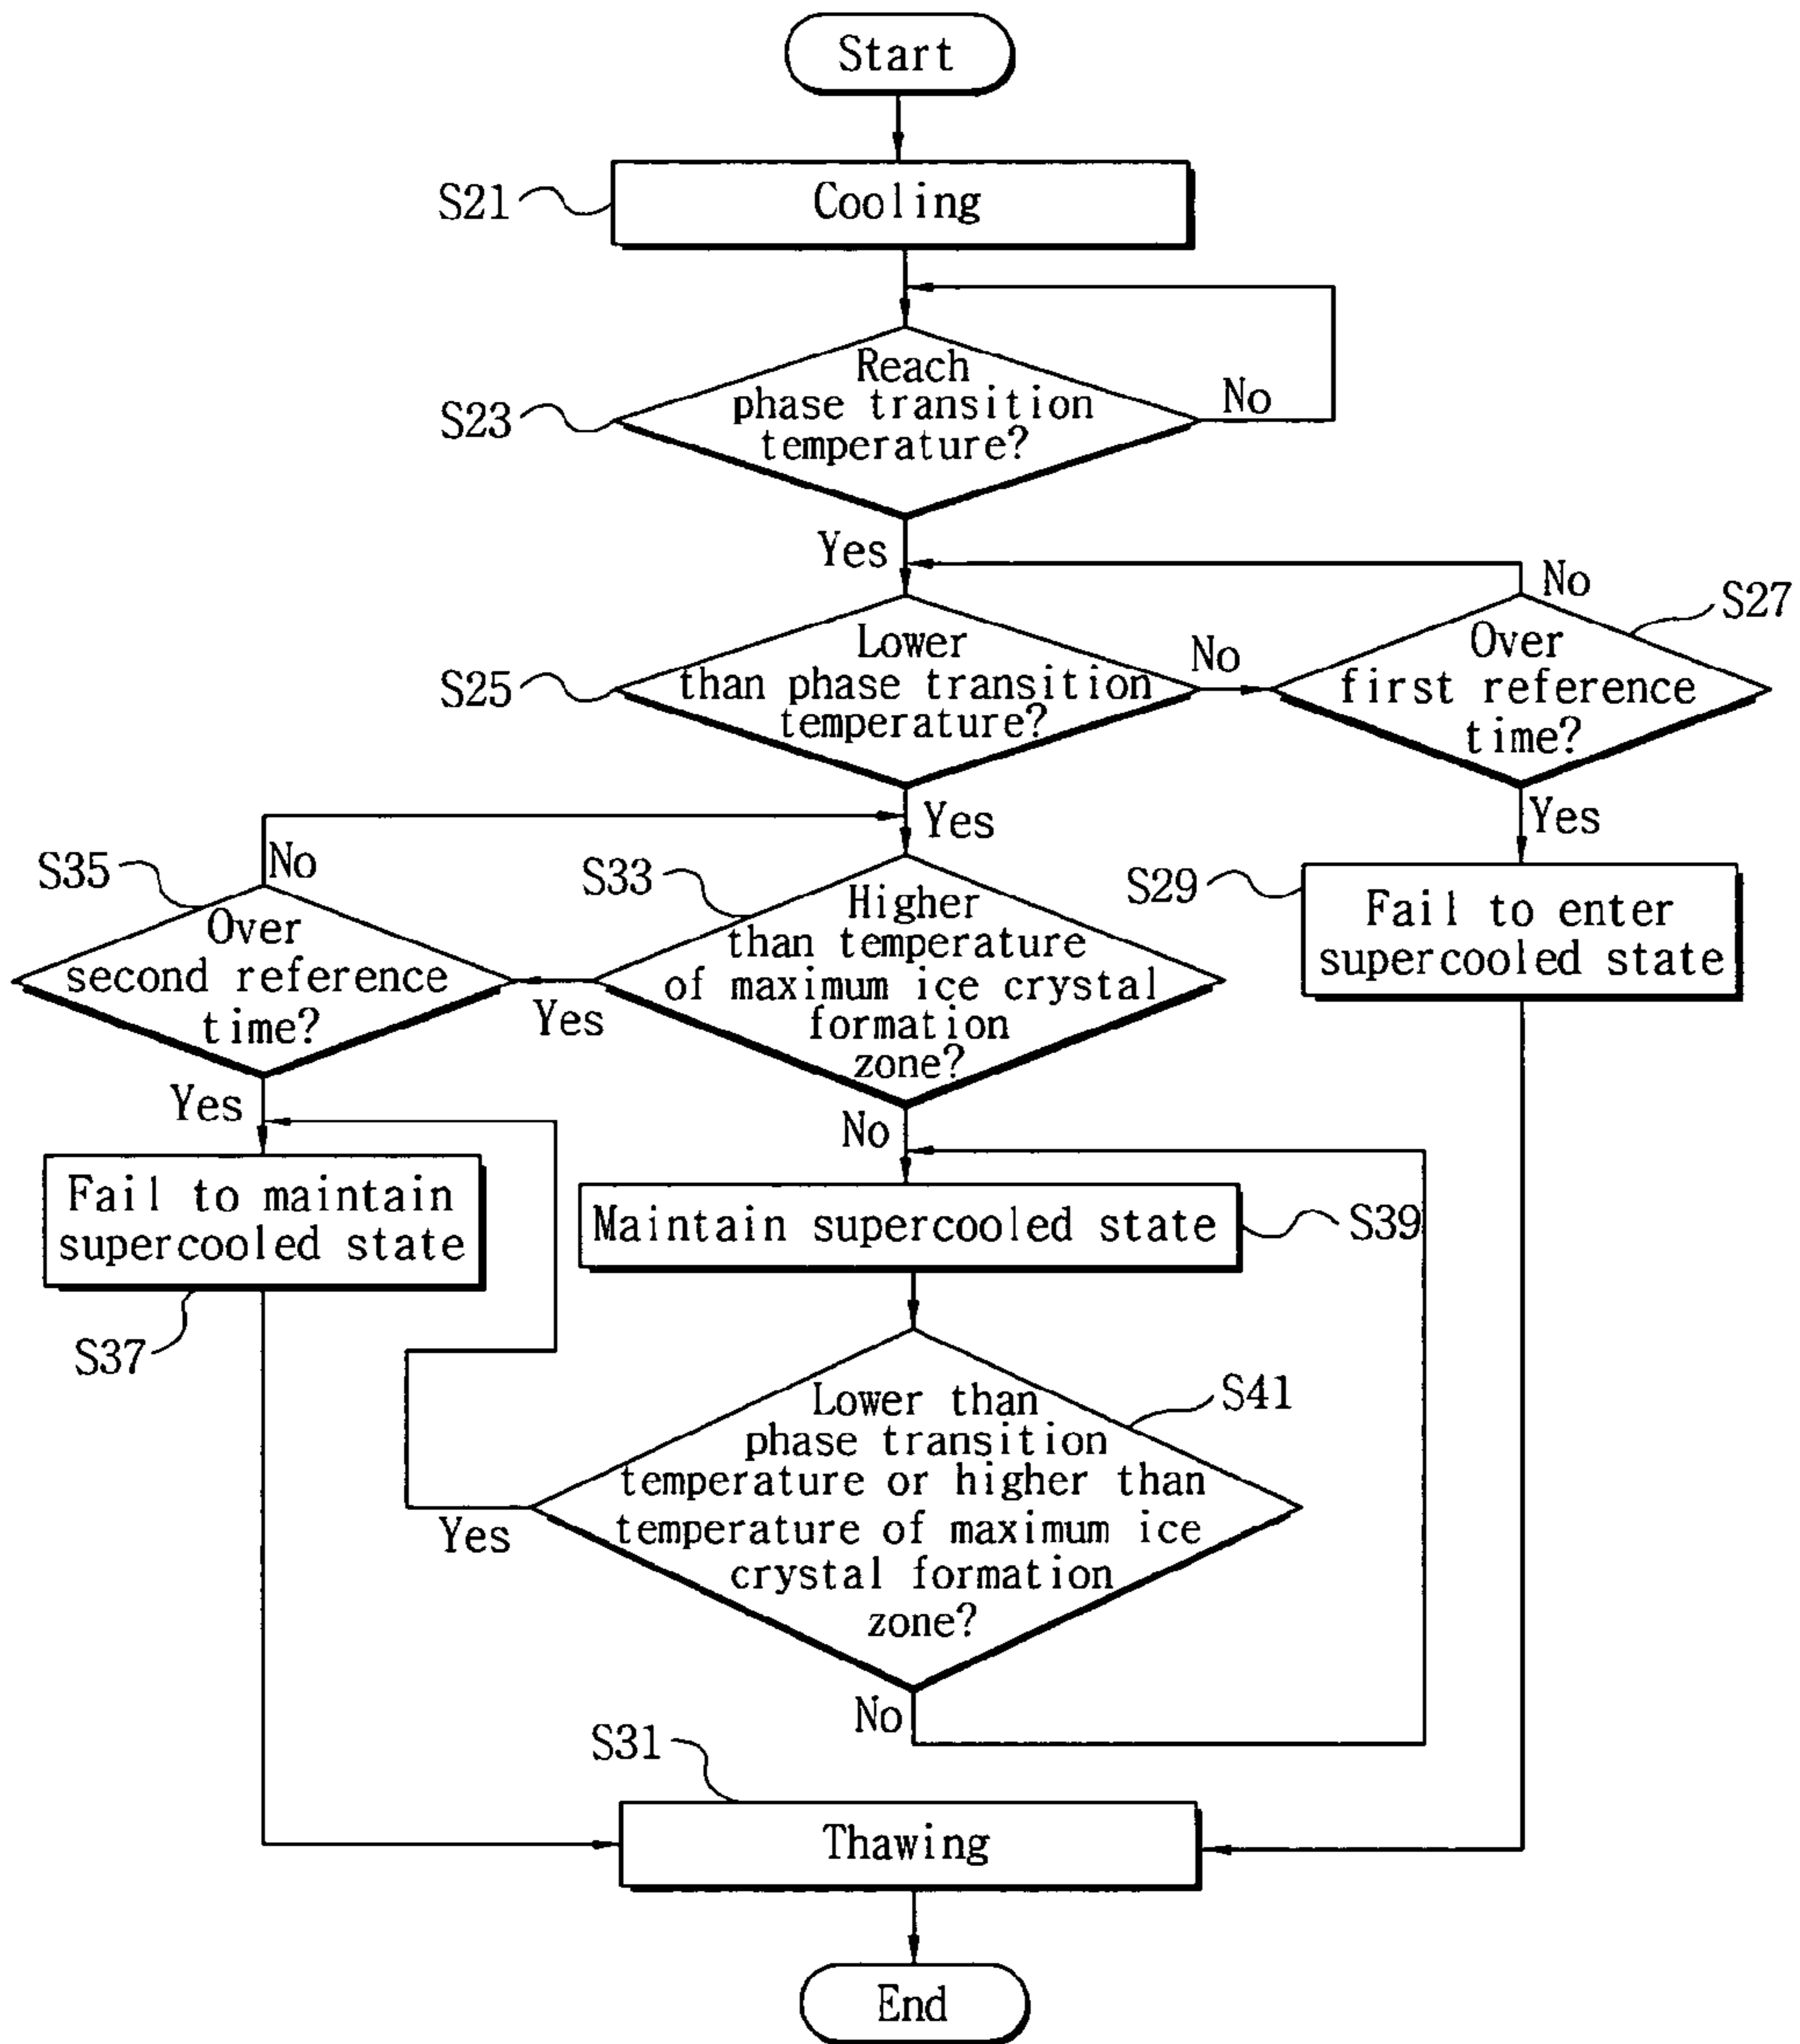 Start
S21
Cooling
Reach
phase transition
temperature?
S23
No
Yes
No
S27
Lower
than phase transition
temperature?
S25
No
Over
first reference
time?
Yes
Yes
S35
No
Over
second reference
time?
S33
Higher
than temperature
of maximum ice crystal
formation
zone?
Yes
S29
Fail to enter
supercooled state
Yes
No
Fail to maintain
supercooled state
S37
Maintain supercooled state
S39
S41
Lower than
phase transition
temperature or higher than
temperature of maximum ice
crystal formation
zone?
Yes
No
S31
Thawing
End